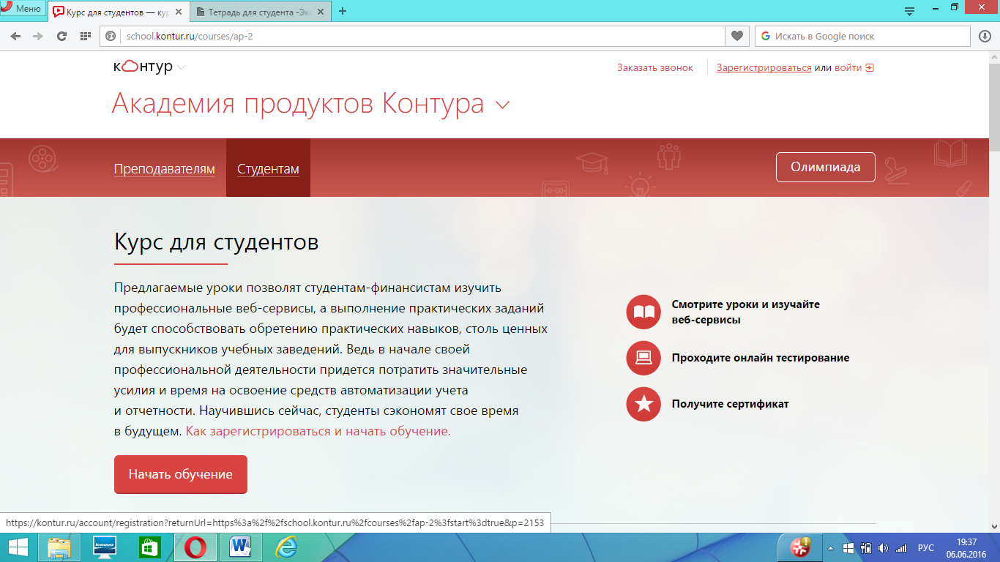 Меню
Курс для студентов — кур
Тетрадь для студента -Эко
school.kontur.ru/courses/ap-2
Искать в Google поиск
контур
Заказать звонок
Зарегистрироваться или войти
Академия продуктов Контура
Преподавателям
Студентам
Олимпиада
Курс для студентов
Предлагаемые уроки позволят студентам-финансистам изучить
профессиональные веб-сервисы, а выполнение практических заданий
будет способствовать обретению практических навыков, столь ценных
для выпускников учебных заведений. Ведь в начале своей
профессиональной деятельности придется потратить значительные
усилия и время на освоение средств автоматизации учета
и отчетности. Научившись сейчас, студенты сэкономят свое время
в будущем. Как зарегистрироваться и начать обучение.
Начать обучение
Смотрите уроки и изучайте
веб-сервисы
Проходите онлайн тестирование
Получите сертификат
https://kontur.ru/account/registration?returnUrl=https%3a%2f%2fschool.kontur.ru%2fcourses%2fap-2%3fstart%3dtrue&p=2153
lenovo
РУС
19:37
06.06.2016